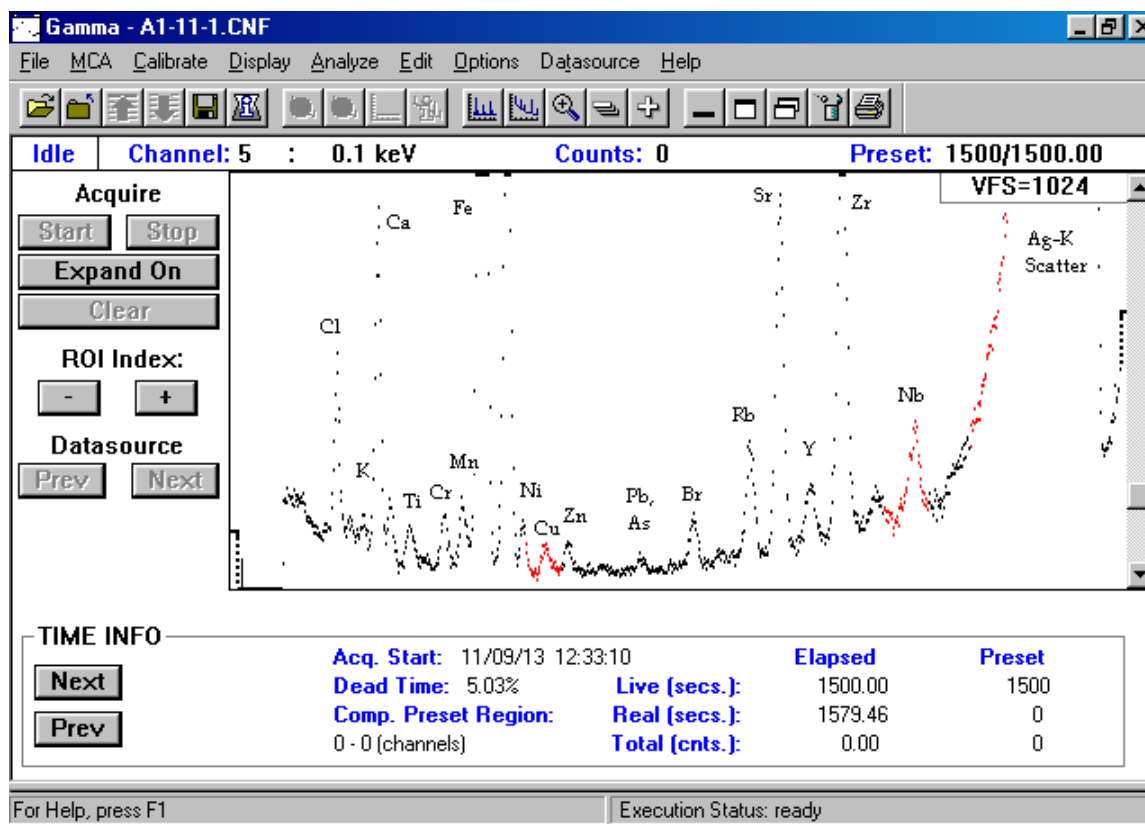 Gamma - A1-11-1.CNF
File MCA Calibrate Display Analyze Edit Options Datasource Help
Idle Channel: 5 : 0.1 keV Counts: 0 Preset: 1500/1500.00
VFS=1024
Acquire
Start Stop
Expand On
Clear
ROI Index:
- +
Datasource
Prev Next
Cl
K
Ca
Ti
Cr
Mn
Fe
Ni
Cu
Zn
Pb,
As
Br
Rb
Sr
Y
Zr
Nb
Ag-K
Scatter
TIME INFO
Next
Prev
Acq. Start: 11/09/13 12:33:10 Elapsed Preset
Dead Time: 5.03% Live (secs.): 1500.00 1500
Comp. Preset Region: Real (secs.): 1579.46 0
0 - 0 (channels) Total (cnts.): 0.00 0
For Help, press F1 Execution Status: ready